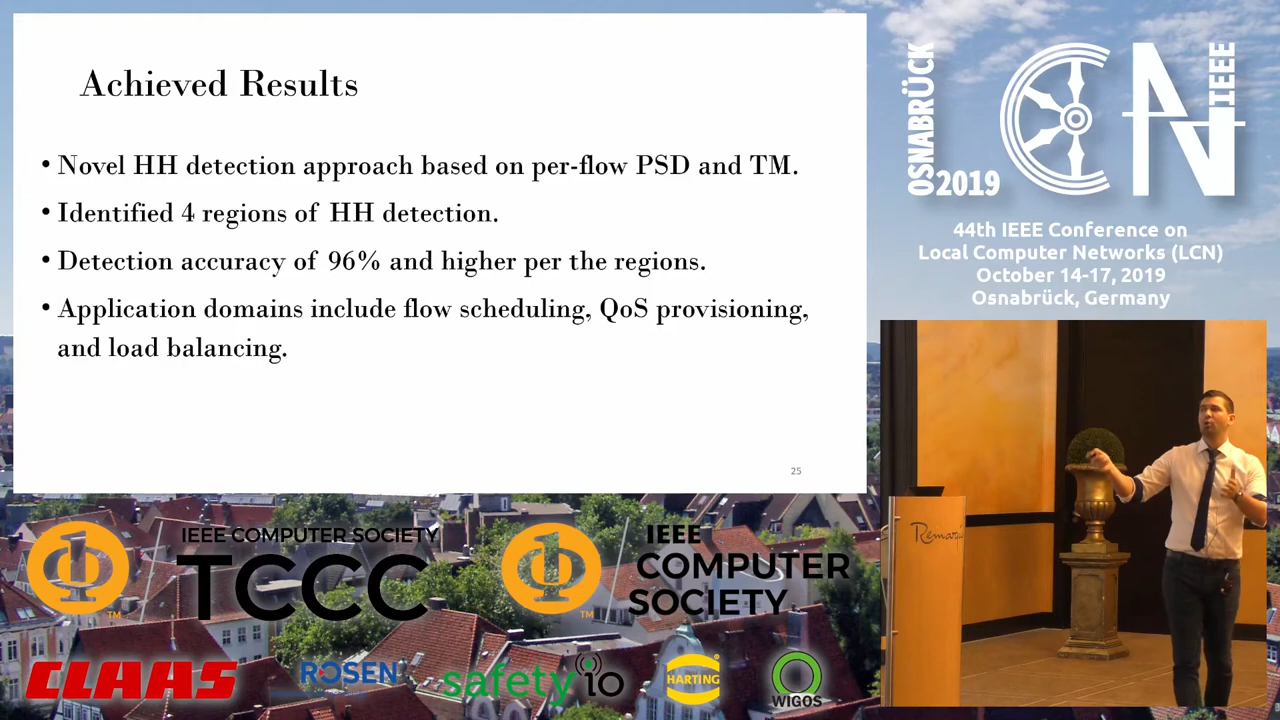 Achieved Results
• Novel HH detection approach based on per-flow PSD and TM.
• Identified 4 regions of HH detection.
• Detection accuracy of 96% and higher per the regions.
• Application domains include flow scheduling, QoS provisioning,
and load balancing.
25
OSNABRÜCK
2019
LCN
IEEE
44th IEEE Conference on
Local Computer Networks (LCN)
October 14-17, 2019
Osnabrück, Germany
IEEE COMPUTER SOCIETY
TCCC
TM
IEEE
COMPUTER
SOCIETY
TM
CLAAS
ROSEN
safety io
HARTING
WIGOS